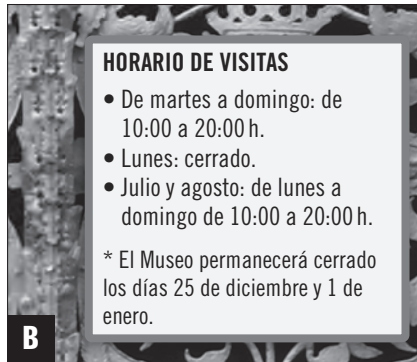 HORARIO DE VISITAS
• De martes a domingo: de
10:00 a 20:00 h.
• Lunes: cerrado.
• Julio y agosto: de lunes a
domingo de 10:00 a 20:00 h.
* El Museo permanecerá cerrado
los días 25 de diciembre y 1 de
enero.
B